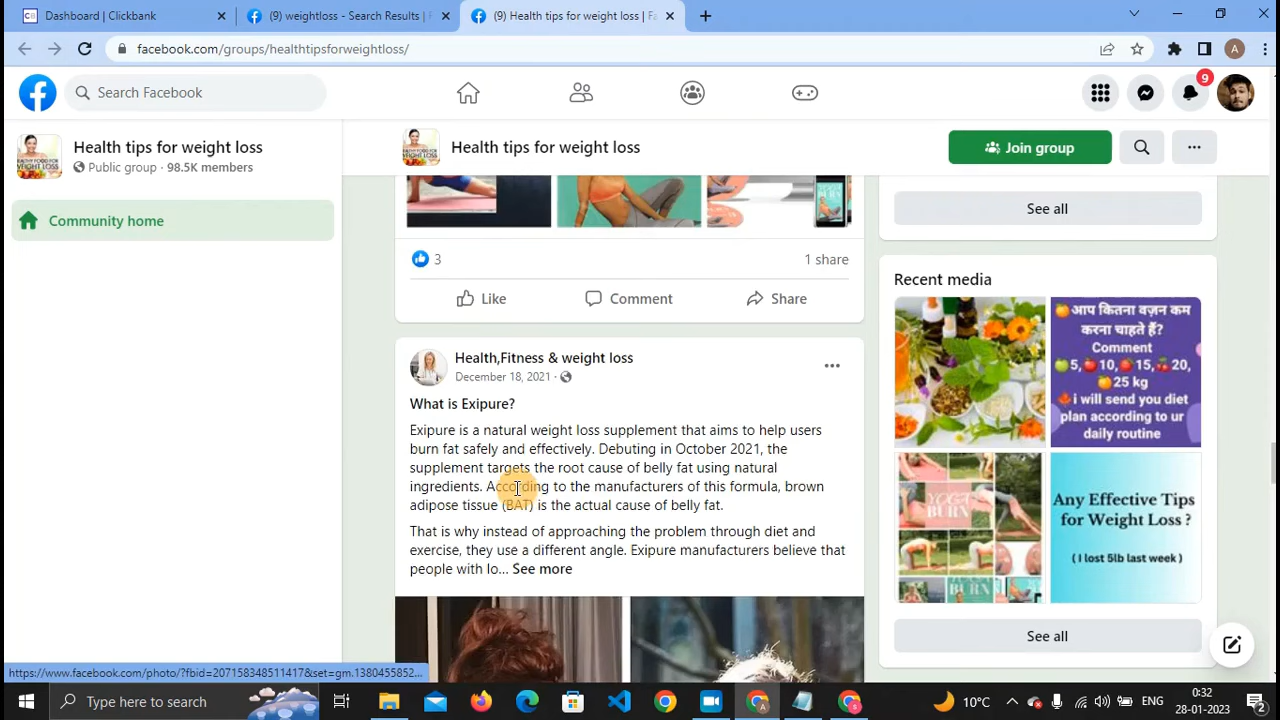 Dashboard | Clickbank
(9) weightloss - Search Results | F
(9) Health tips for weight loss | Fa
facebook.com/groups/healthtipsforweightloss/
A
Search Facebook
9
Health tips for weight loss
Public group · 98.5K members
Community home
Health tips for weight loss
Join group
3
1 share
Like
Comment
Share
Health,Fitness & weight loss
December 18, 2021 ·
What is Exipure?
Exipure is a natural weight loss supplement that aims to help users
burn fat safely and effectively. Debuting in October 2021, the
supplement targets the root cause of belly fat using natural
ingredients. According to the manufacturers of this formula, brown
adipose tissue (BAT) is the actual cause of belly fat.
That is why instead of approaching the problem through diet and
exercise, they use a different angle. Exipure manufacturers believe that
people with lo... See more
See all
Recent media
आप कितना वज़न कम
करना चाहते हैं?
Comment
🍏5, 🍎10, 🍓15, 🍒20,
🍊25 kg
🍁i will send you diet
plan according to ur
daily routine
YOGA
BURN
Any Effective Tips
for Weight Loss ?
( I lost 5lb last week )
See all
https://www.facebook.com/photo/?fbid=207158348511417&set=gm.1380455852...
Type here to search
10°C
ENG
0:32
28-01-2023
2